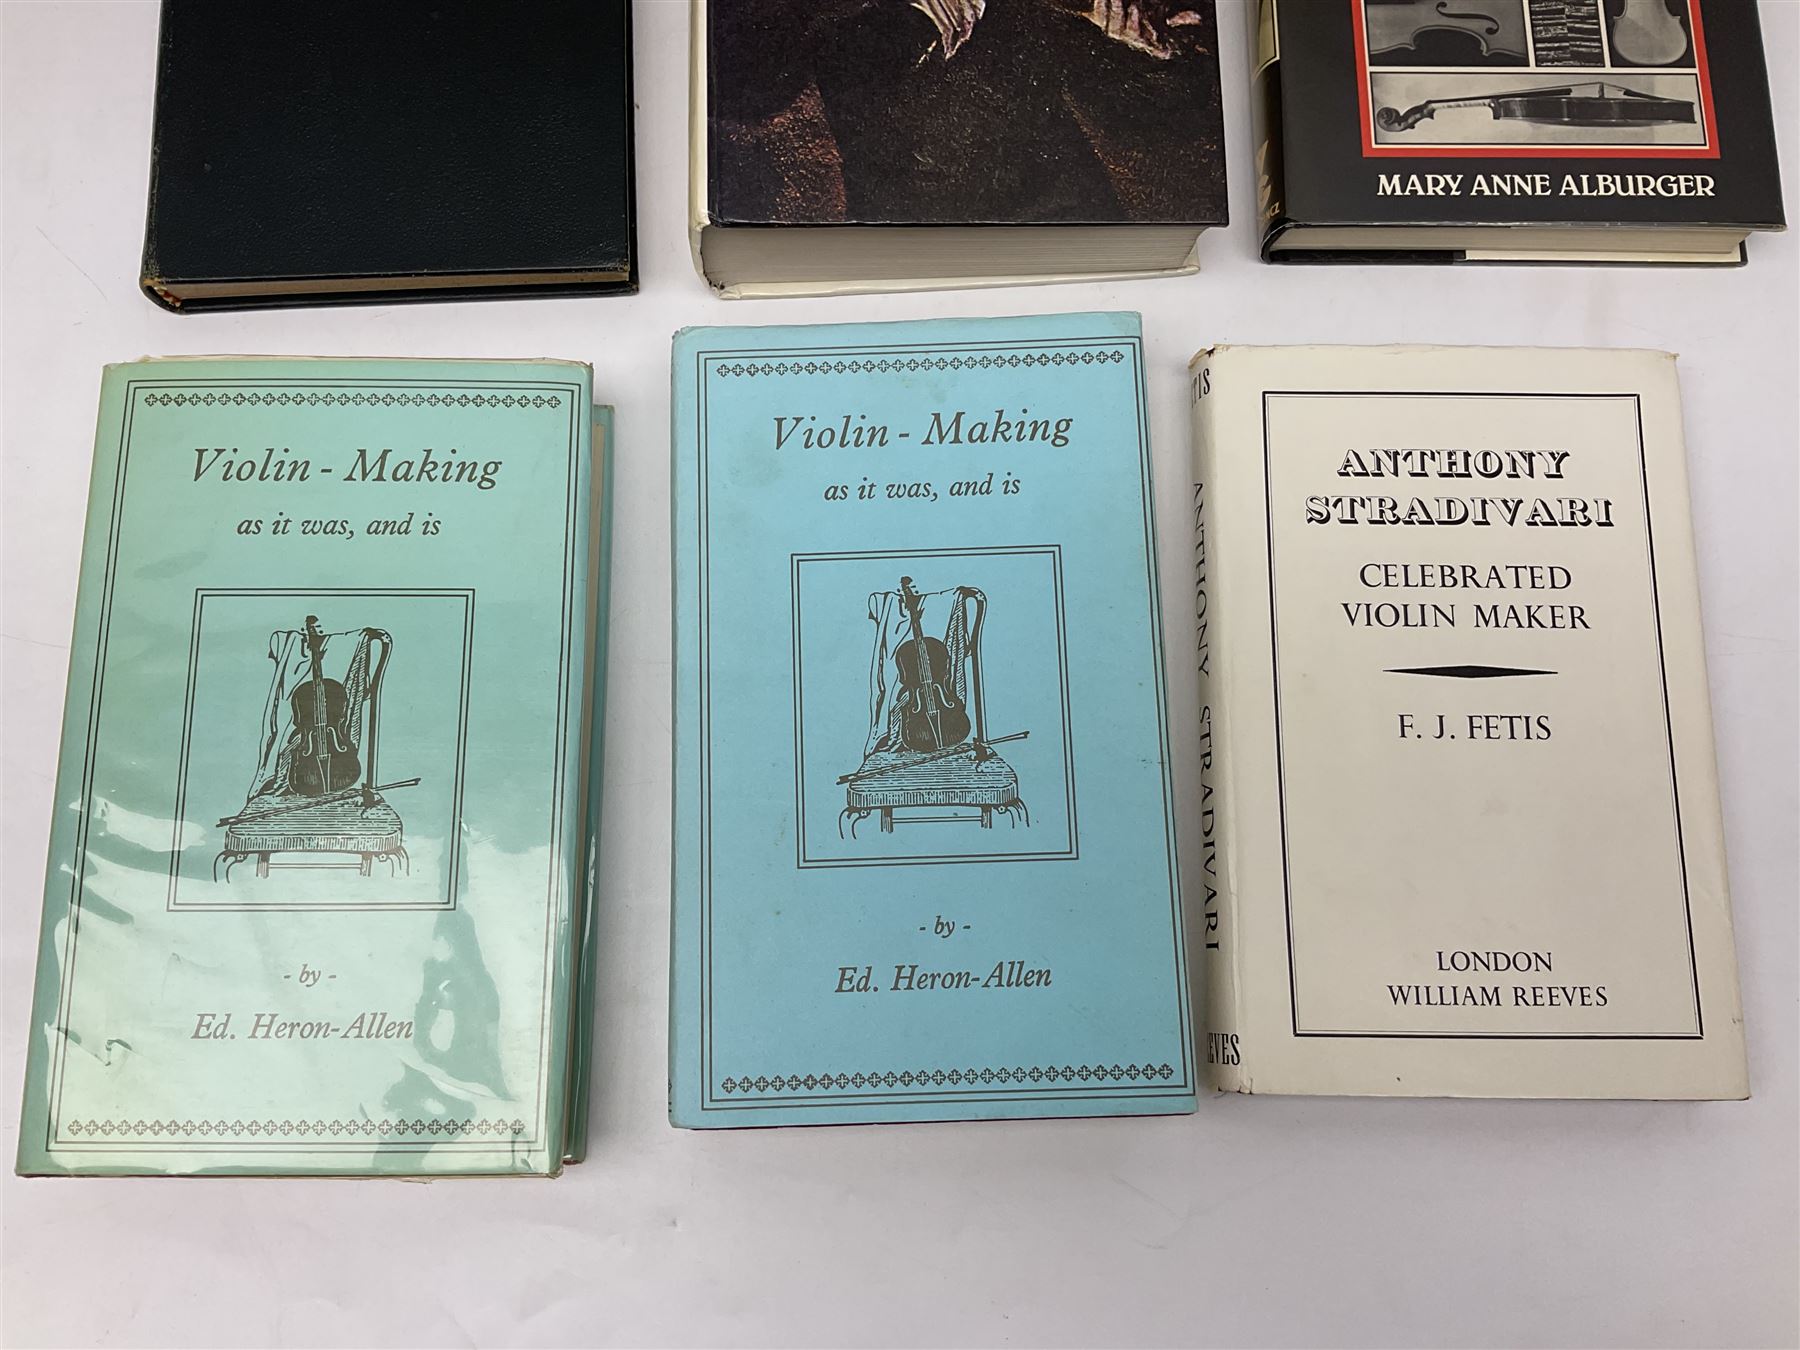 MARY ANNE ALBURGER
Violin - Making
as it was, and is
- by -
Ed. Heron-Allen
Violin - Making
as it was, and is
- by -
Ed. Heron-Allen
ANTHONY STRADIVARI
ANTHONY
STRADIVARI
CELEBRATED
VIOLIN MAKER
F. J. FETIS
LONDON
WILLIAM REEVES